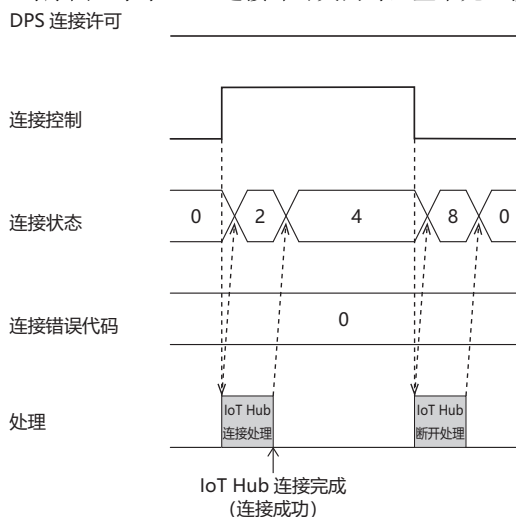 DPS 连接许可
连接控制
连接状态
0 2 4 8 0
连接错误代码
0
处理
IoT Hub
连接处理
IoT Hub
断开处理
IoT Hub 连接完成
（连接成功）